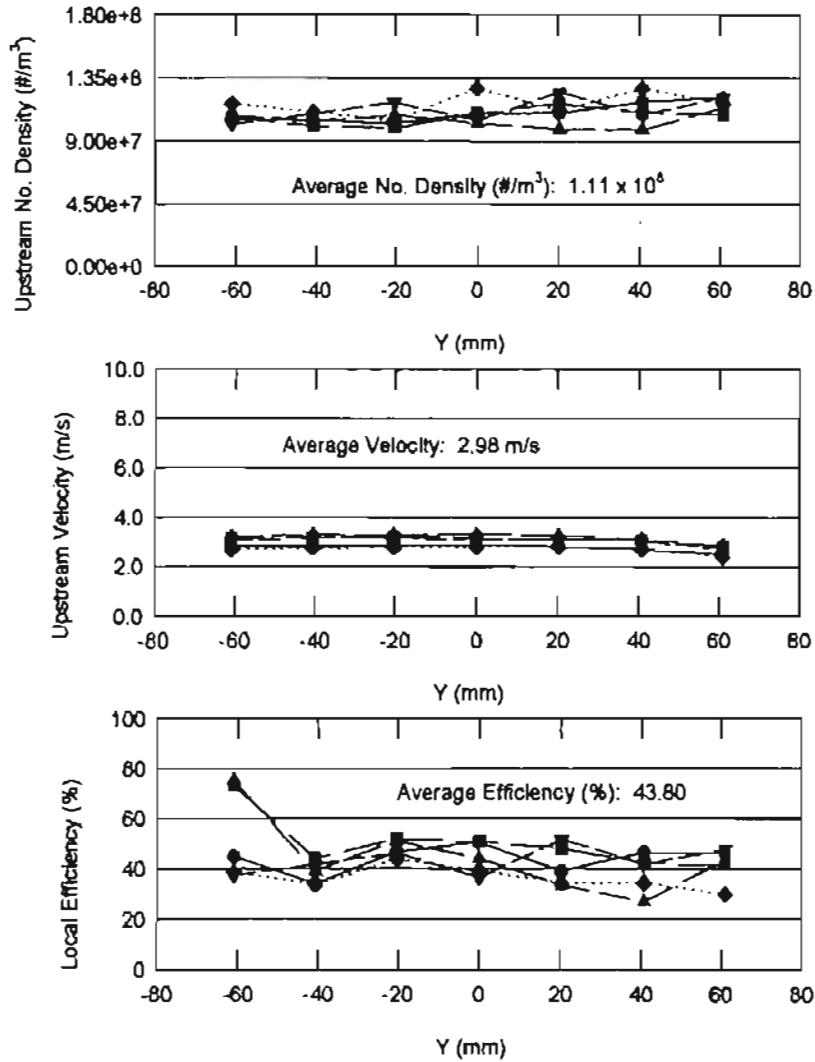 Upstream No. Density (#/m³)
1.80e+8
1.35e+8
9.00e+7
4.50e+7
0.00e+0
Average No. Density (#/m³): 1.11 x 10⁸
-80 -60 -40 -20 0 20 40 60 80
Y (mm)
Upstream Velocity (m/s)
10.0
8.0
6.0
4.0
2.0
0.0
Average Velocity: 2.98 m/s
-80 -60 -40 -20 0 20 40 60 80
Y (mm)
Local Efficiency (%)
100
80
60
40
20
0
Average Efficiency (%): 43.80
-80 -60 -40 -20 0 20 40 60 80
Y (mm)